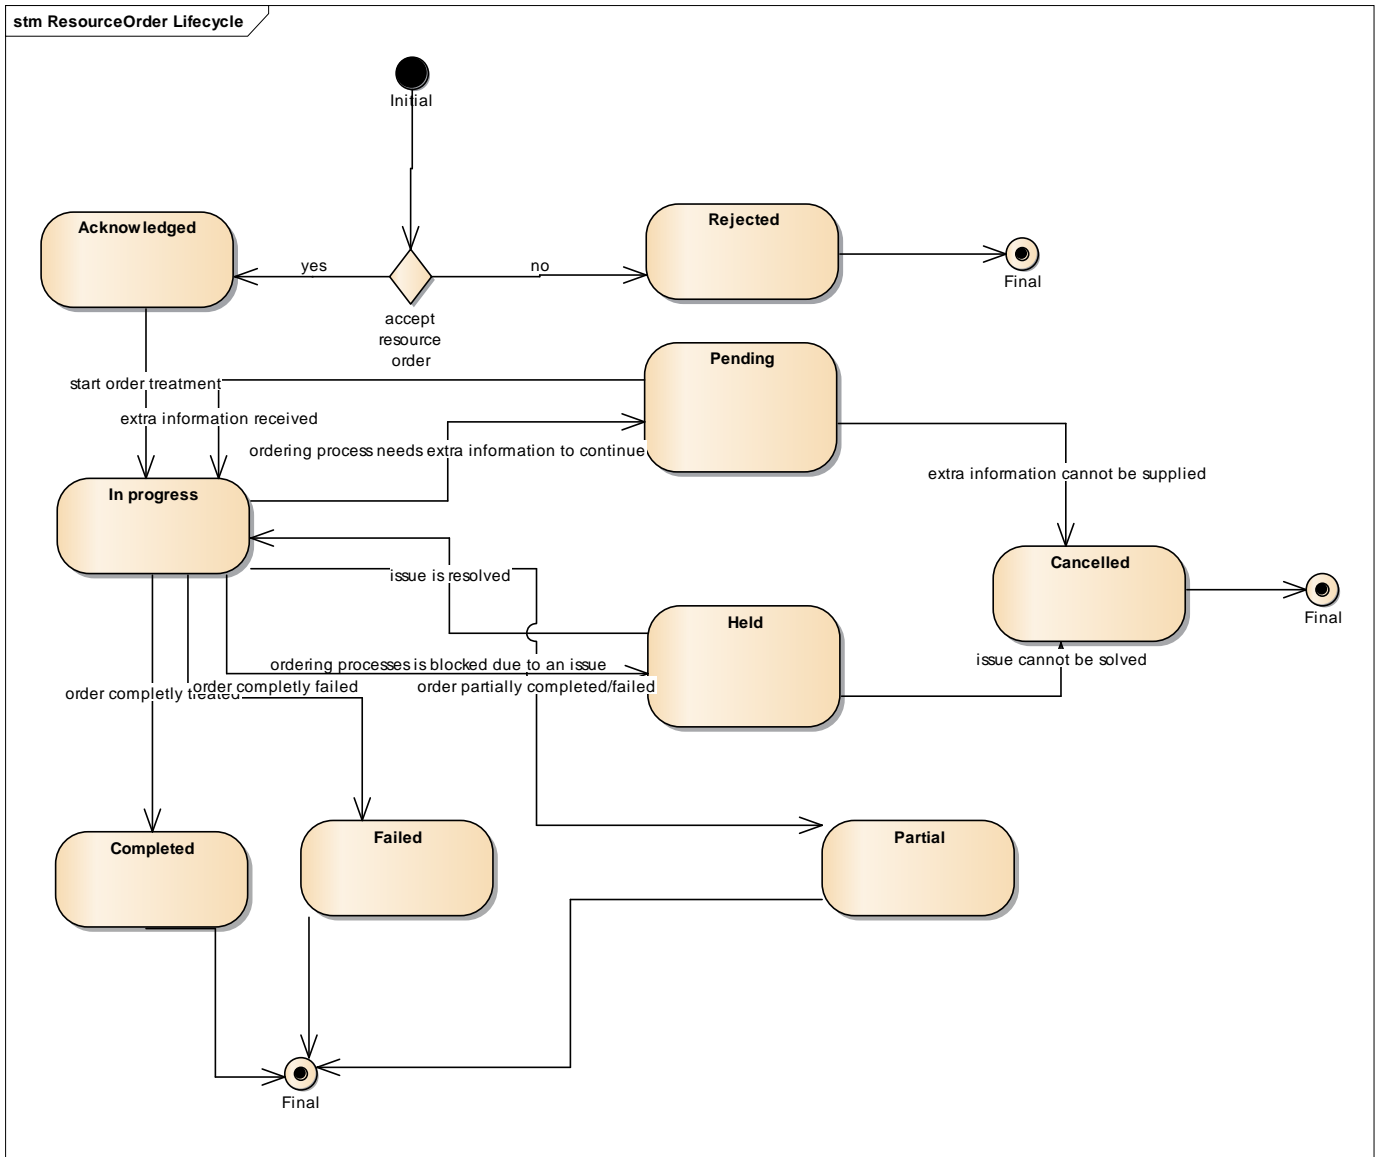 stm ResourceOrder Lifecycle
Initial
Acknowledged
Rejected
yes
no
Final
accept
resource
order
Pending
start order treatment
extra information received
ordering process needs extra information to continue
extra information cannot be supplied
In progress
Cancelled
issue is resolved
Final
Held
issue cannot be solved
ordering processes is blocked due to an issue
order completly treated
order completly failed
order partially completed/failed
Completed
Failed
Partial
Final